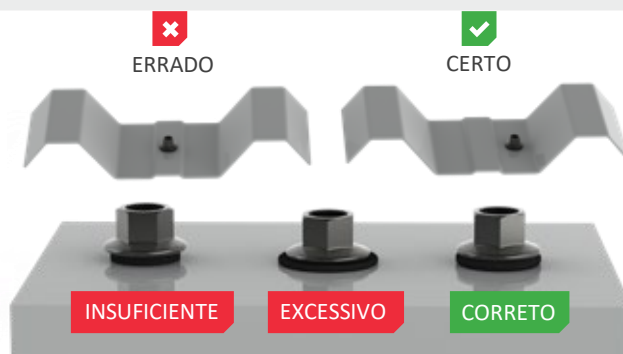 ERRADO
CERTO
INSUFICIENTE
EXCESSIVO
CORRETO